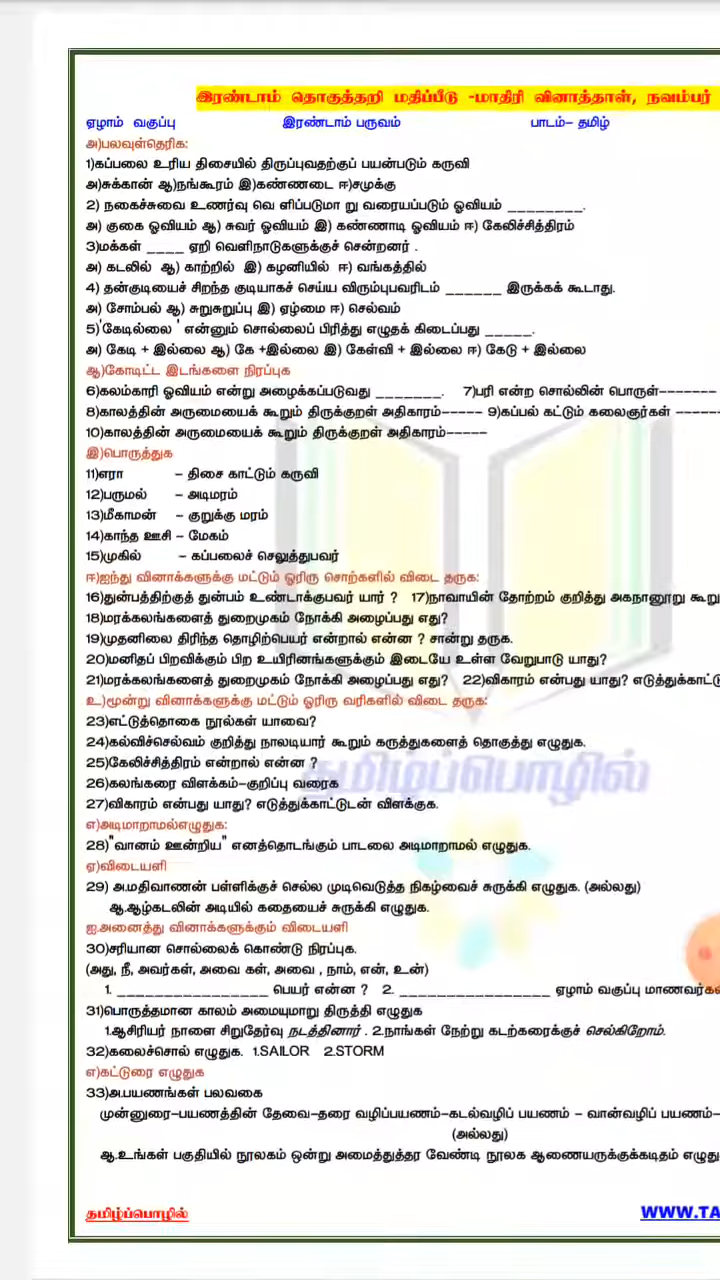 இரண்டாம் தொகுத்தறி மதிப்பீடு -மாதிரி வினாத்தாள், நவம்பர்
ஏழாம் வகுப்பு இரண்டாம் பருவம் பாடம்- தமிழ்
அ)பலவுள்தெரிக:
1)கப்பலை உரிய திசையில் திருப்புவதற்குப் பயன்படும் கருவி
அ)சுக்கான் ஆ)நங்கூரம் இ)கண்ணடை ஈ)சமுக்கு
2) நகைச்சுவை உணர்வு வெ ளிப்படுமா று வரையப்படும் ஓவியம் ________.
அ) குகை ஓவியம் ஆ) சுவர் ஓவியம் இ) கண்ணாடி ஓவியம் ஈ) கேலிச்சித்திரம்
3)மக்கள் ____ ஏறி வெளிநாடுகளுக்குச் சென்றனர் .
அ) கடலில் ஆ) காற்றில் இ) கழனியில் ஈ) வங்கத்தில்
4) தன்குடியைச் சிறந்த குடியாகச் செய்ய விரும்புபவரிடம் ______ இருக்கக் கூடாது.
அ) சோம்பல் ஆ) சுறுசுறுப்பு இ) ஏழ்மை ஈ) செல்வம்
5)'கேடில்லை ' என்னும் சொல்லைப் பிரித்து எழுதக் கிடைப்பது _____.
அ) கேடி + இல்லை ஆ) கே +இல்லை இ) கேள்வி + இல்லை ஈ) கேடு + இல்லை
ஆ)கோடிட்ட இடங்களை நிரப்புக
6)கலம்காரி ஓவியம் என்று அழைக்கப்படுவது _______. 7)பரி என்ற சொல்லின் பொருள்-------
8)காலத்தின் அருமையைக் கூறும் திருக்குறள் அதிகாரம்----- 9)கப்பல் கட்டும் கலைஞர்கள் -----
10)காலத்தின் அருமையைக் கூறும் திருக்குறள் அதிகாரம்-----
இ)பொருத்துக
11)எரா - திசை காட்டும் கருவி
12)பருமல் - அடிமரம்
13)மீகாமன் - குறுக்கு மரம்
14)காந்த ஊசி - மேகம்
15)முகில் - கப்பலைச் செலுத்துபவர்
ஈ)ஐந்து வினாக்களுக்கு மட்டும் ஓரிரு சொற்களில் விடை தருக:
16)துன்பத்திற்குத் துன்பம் உண்டாக்குபவர் யார் ? 17)நாவாயின் தோற்றம் குறித்து அகநானூறு கூறு
18)மரக்கலங்களைத் துறைமுகம் நோக்கி அழைப்பது எது?
19)முதனிலை திரிந்த தொழிற்பெயர் என்றால் என்ன ? சான்று தருக.
20)மனிதப் பிறவிக்கும் பிற உயிரினங்களுக்கும் இடையே உள்ள வேறுபாடு யாது?
21)மரக்கலங்களைத் துறைமுகம் நோக்கி அழைப்பது எது? 22)விகாரம் என்பது யாது? எடுத்துக்காட்டு
உ)மூன்று வினாக்களுக்கு மட்டும் ஓரிரு வரிகளில் விடை தருக:
23)எட்டுத்தொகை நூல்கள் யாவை?
24)கல்விச்செல்வம் குறித்து நாலடியார் கூறும் கருத்துகளைத் தொகுத்து எழுதுக.
25)கேலிச்சித்திரம் என்றால் என்ன ?
தமிழ்ப்பொழில்
26)கலங்கரை விளக்கம்-குறிப்பு வரைக
27)விகாரம் என்பது யாது? எடுத்துக்காட்டுடன் விளக்குக.
எ)அடிமாறாமல்எழுதுக:
28)"வானம் ஊன்றிய" எனத்தொடங்கும் பாடலை அடிமாறாமல் எழுதுக.
ஏ)விடையளி
29) அ.மதிவாணன் பள்ளிக்குச் செல்ல முடிவெடுத்த நிகழ்வைச் சுருக்கி எழுதுக. (அல்லது)
ஆ.ஆழ்கடலின் அடியில் கதையைச் சுருக்கி எழுதுக.
ஐ.அனைத்து வினாக்களுக்கும் விடையளி
30)சரியான சொல்லைக் கொண்டு நிரப்புக.
(அது, நீ, அவர்கள், அவை கள், அவை , நாம், என், உன்)
1. ________________ பெயர் என்ன ? 2. ________________ ஏழாம் வகுப்பு மாணவர்கள்
31)பொருத்தமான காலம் அமையுமாறு திருத்தி எழுதுக
1.ஆசிரியர் நாளை சிறுதேர்வு நடத்தினார் . 2.நாங்கள் நேற்று கடற்கரைக்குச் செல்கிறோம்.
32)கலைச்சொல் எழுதுக. 1.SAILOR 2.STORM
எ)கட்டுரை எழுதுக
33)அ.பயணங்கள் பலவகை
முன்னுரை-பயணத்தின் தேவை-தரை வழிப்பயணம்-கடல்வழிப் பயணம் - வான்வழிப் பயணம்-
(அல்லது)
ஆ.உங்கள் பகுதியில் நூலகம் ஒன்று அமைத்துத்தர வேண்டி நூலக ஆணையருக்குக்கடிதம் எழுது
தமிழ்ப்பொழில் WWW.TA